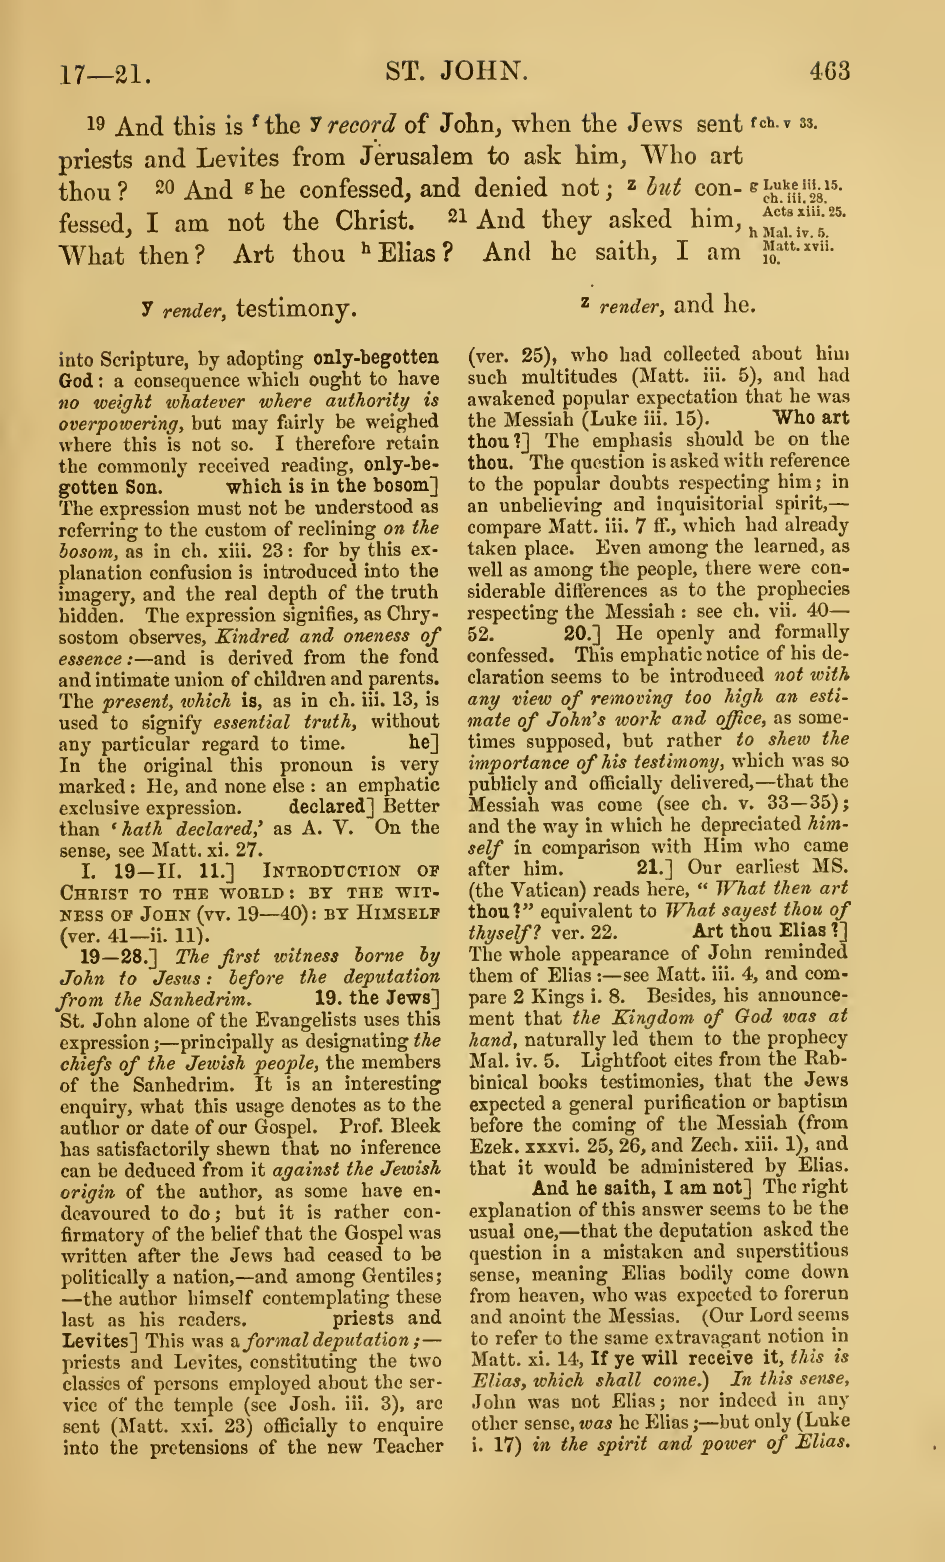 17—21. ST. JOHN. 463
19 And this is f the y record of John, when the Jews sent f ch. v 33.
priests and Levites from Jerusalem to ask him, Who art
thou? 20 And g he confessed, and denied not; z but con- g Luke iii. 15.
ch. iii. 28.
fessed, I am not the Christ. 21 And they asked him, Acts xiii. 25.
h Mal. iv. 5.
What then? Art thou h Elias? And he saith, I am Matt. xvii.
10.
y render, testimony. z render, and he.
into Scripture, by adopting only-begotten
God: a consequence which ought to have
no weight whatever where authority is
overpowering, but may fairly be weighed
where this is not so. I therefore retain
the commonly received reading, only-be-
gotten Son. which is in the bosom]
The expression must not be understood as
referring to the custom of reclining on the
bosom, as in ch. xiii. 23: for by this ex-
planation confusion is introduced into the
imagery, and the real depth of the truth
hidden. The expression signifies, as Chry-
sostom observes, Kindred and oneness of
essence:—and is derived from the fond
and intimate union of children and parents.
The present, which is, as in ch. iii. 13, is
used to signify essential truth, without
any particular regard to time. he]
In the original this pronoun is very
marked: He, and none else: an emphatic
exclusive expression. declared] Better
than ‘hath declared,’ as A. V. On the
sense, see Matt. xi. 27.
I. 19—II. 11.] INTRODUCTION OF
CHRIST TO THE WORLD: BY THE WIT-
NESS OF JOHN (vv. 19—40): BY HIMSELF
(ver. 41—ii. 11).
19—28.] The first witness borne by
John to Jesus: before the deputation
from the Sanhedrim. 19. the Jews]
St. John alone of the Evangelists uses this
expression;—principally as designating the
chiefs of the Jewish people, the members
of the Sanhedrim. It is an interesting
enquiry, what this usage denotes as to the
author or date of our Gospel. Prof. Bleek
has satisfactorily shewn that no inference
can be deduced from it against the Jewish
origin of the author, as some have en-
deavoured to do; but it is rather con-
firmatory of the belief that the Gospel was
written after the Jews had ceased to be
politically a nation,—and among Gentiles;
—the author himself contemplating these
last as his readers. priests and
Levites] This was a formal deputation;—
priests and Levites, constituting the two
classes of persons employed about the ser-
vice of the temple (see Josh. iii. 3), are
sent (Matt. xxi. 23) officially to enquire
into the pretensions of the new Teacher
(ver. 25), who had collected about him
such multitudes (Matt. iii. 5), and had
awakened popular expectation that he was
the Messiah (Luke iii. 15). Who art
thou?] The emphasis should be on the
thou. The question is asked with reference
to the popular doubts respecting him; in
an unbelieving and inquisitorial spirit,—
compare Matt. iii. 7 ff., which had already
taken place. Even among the learned, as
well as among the people, there were con-
siderable differences as to the prophecies
respecting the Messiah: see ch. vii. 40—
52. 20.] He openly and formally
confessed. This emphatic notice of his de-
claration seems to be introduced not with
any view of removing too high an esti-
mate of John's work and office, as some-
times supposed, but rather to shew the
importance of his testimony, which was so
publicly and officially delivered,—that the
Messiah was come (see ch. v. 33—35);
and the way in which he depreciated him-
self in comparison with Him who came
after him. 21.] Our earliest MS.
(the Vatican) reads here, “What then art
thou?” equivalent to What sayest thou of
thyself? ver. 22. Art thou Elias?]
The whole appearance of John reminded
them of Elias:—see Matt. iii. 4, and com-
pare 2 Kings i. 8. Besides, his announce-
ment that the Kingdom of God was at
hand, naturally led them to the prophecy
Mal. iv. 5. Lightfoot cites from the Rab-
binical books testimonies, that the Jews
expected a general purification or baptism
before the coming of the Messiah (from
Ezek. xxxvi. 25, 26, and Zech. xiii. 1), and
that it would be administered by Elias.
And he saith, I am not] The right
explanation of this answer seems to be the
usual one,—that the deputation asked the
question in a mistaken and superstitious
sense, meaning Elias bodily come down
from heaven, who was expected to forerun
and anoint the Messias. (Our Lord seems
to refer to the same extravagant notion in
Matt. xi. 14, If ye will receive it, this is
Elias, which shall come.) In this sense,
John was not Elias; nor indeed in any
other sense, was he Elias;—but only (Luke
i. 17) in the spirit and power of Elias.